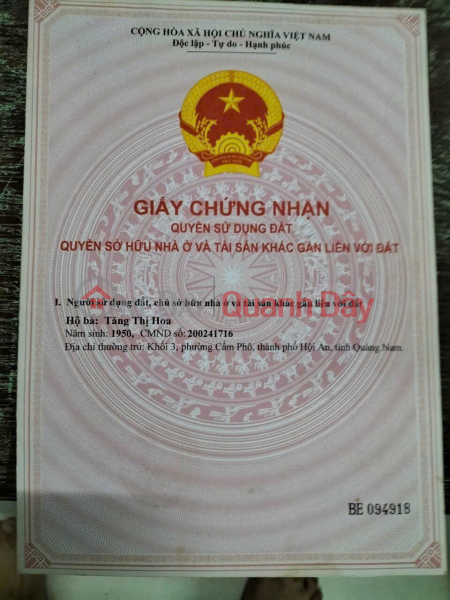 CỘNG HÒA XÃ HỘI CHỦ NGHĨA VIỆT NAM
Độc lập - Tự do - Hạnh phúc
GIẤY CHỨNG NHẬN
QUYỀN SỬ DỤNG ĐẤT
QUYỀN SỞ HỮU NHÀ Ở VÀ TÀI SẢN KHÁC GẮN LIỀN VỚI ĐẤT
I. Người sử dụng đất, chủ sở hữu nhà ở và tài sản khác gắn liền với đất
Quanh Đây
Hộ bà: Tăng Thị Hoa
Năm sinh: 1950, CMND số: 200241716
Địa chỉ thường trú: Khối 3, phường Cẩm Phô, thành phố Hội An, tỉnh Quảng Nam.
BE 094918